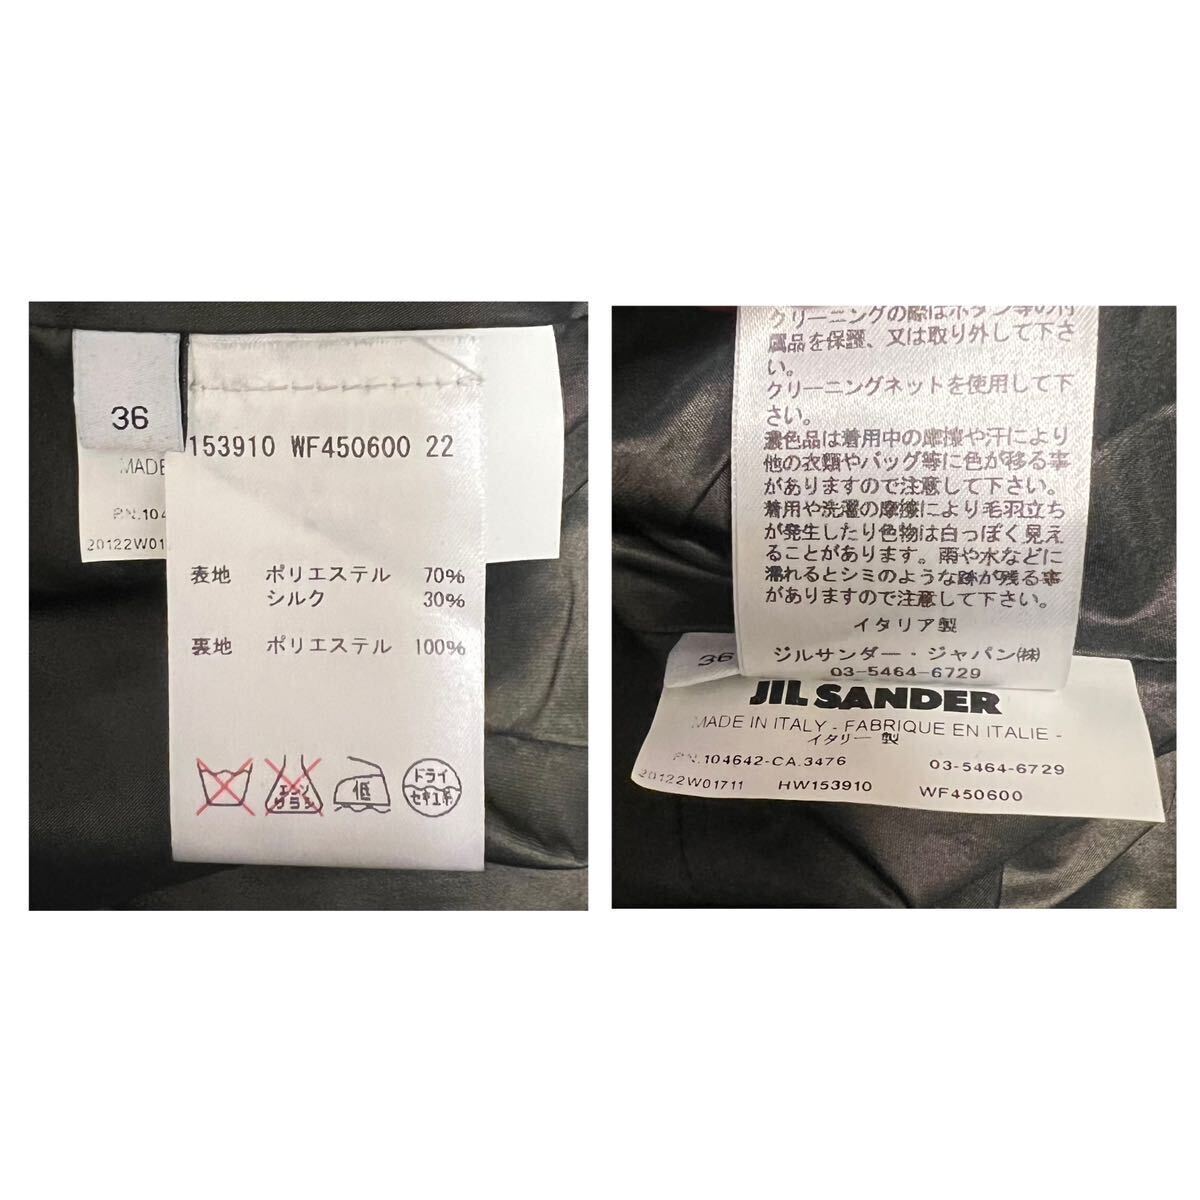 36
MADE
153910 WF450600 22
20122W01
表地 ポリエステル 70%
シルク 30%
裏地 ポリエステル 100%
エンソ
サラシ
低
ドライ
セキユ系
クリーニングの際はボタン等の付
属品を保護、又は取り外して下さ
い。
クリーニングネットを使用して下
さい。
濃色品は着用中の摩擦や汗により
他の衣類やバッグ等に色が移る事
がありますので注意して下さい。
着用や洗濯の摩擦により毛羽立ち
が発生したり色物は白っぽく見え
ることがあります。雨や水などに
濡れるとシミのような跡が残る事
がありますので注意して下さい。
イタリア製
ジルサンダー・ジャパン㈱
03-5464-6729
36
JIL SANDER
MADE IN ITALY - FABRIQUE EN ITALIE -
イタリー製
P.N.104642-CA.3476 03-5464-6729
20122W01711 HW153910 WF450600